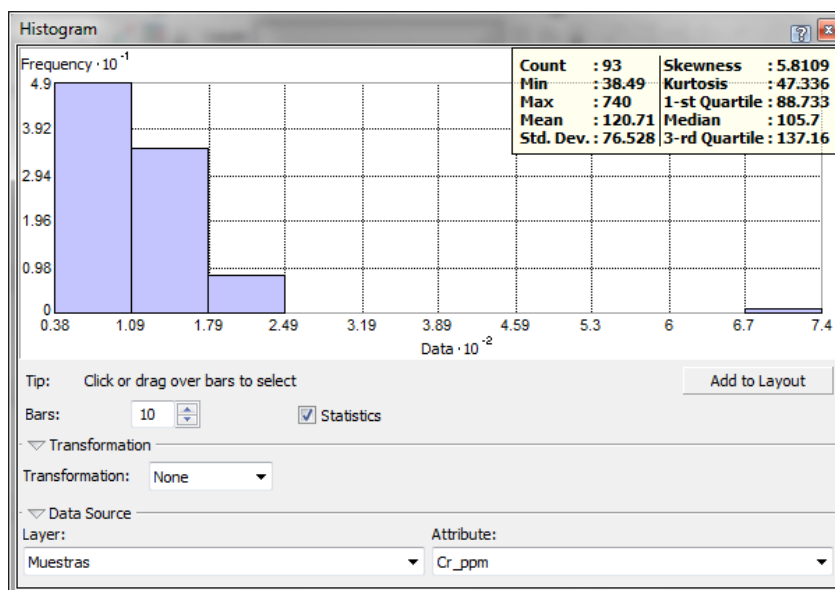 Histogram
Frequency · 10⁻¹
Count : 93 Skewness : 5.8109
Min : 38.49 Kurtosis : 47.336
Max : 740 1-st Quartile : 88.733
Mean : 120.71 Median : 105.7
Std. Dev. : 76.528 3-rd Quartile : 137.16
4.9
3.92
2.94
1.96
0.98
0
0.38 1.09 1.79 2.49 3.19 3.89 4.59 5.3 6 6.7 7.4
Data · 10⁻²
Tip: Click or drag over bars to select Add to Layout
Bars: 10 Statistics
Transformation
Transformation: None
Data Source
Layer: Attribute:
Muestras Cr_ppm